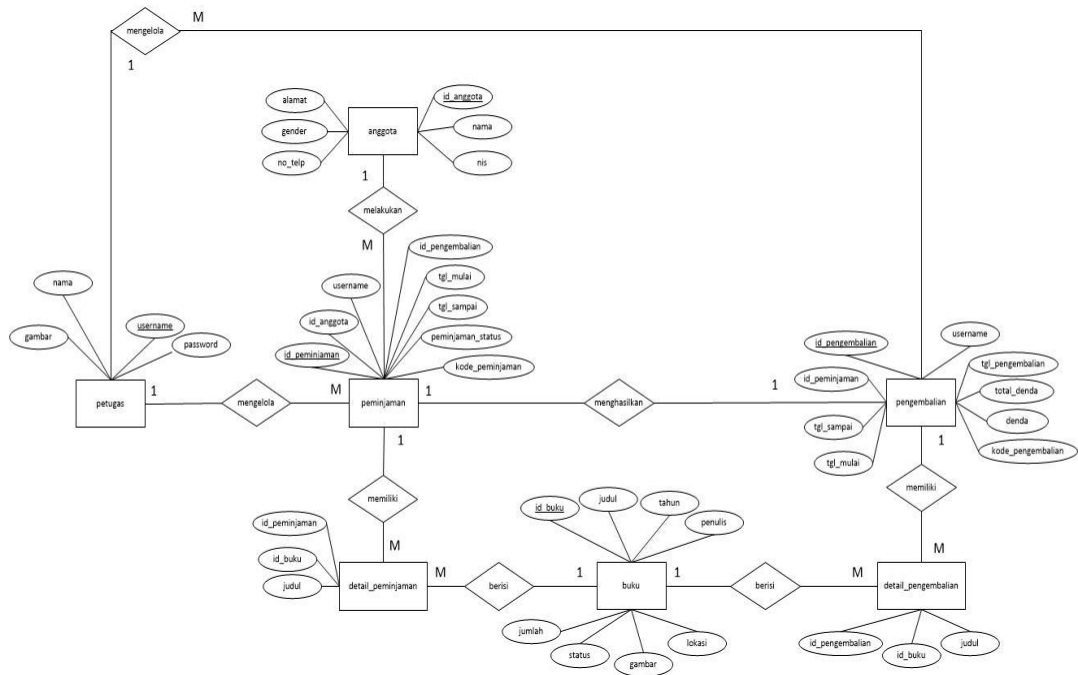 mengelola
M
1
alamat
id_anggota
anggota
gender
nama
no_telp
nis
1
melakukan
M
id_pengembalian
username
tgl_mulai
id_anggota
tgl_sampai
id_peminjaman
peminjaman_status
kode_peminjaman
nama
gambar
username
password
petugas
1
mengelola
M
peminjaman
1
menghasilkan
1
pengembalian
id_pengembalian
username
id_peminjaman
tgl_pengembalian
total_denda
tgl_sampai
denda
tgl_mulai
kode_pengembalian
1
memiliki
M
1
memiliki
M
id_peminjaman
id_buku
judul
detail_peminjaman
M
berisi
1
id_buku
judul
tahun
penulis
buku
jumlah
status
gambar
lokasi
1
berisi
M
detail_pengembalian
id_pengembalian
id_buku
judul